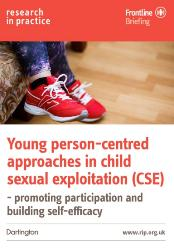 research
in practice
Frontline
Briefing
Young person-centred
approaches in child
sexual exploitation (CSE)
– promoting participation and
building self-efficacy
Dartington
www.rip.org.uk